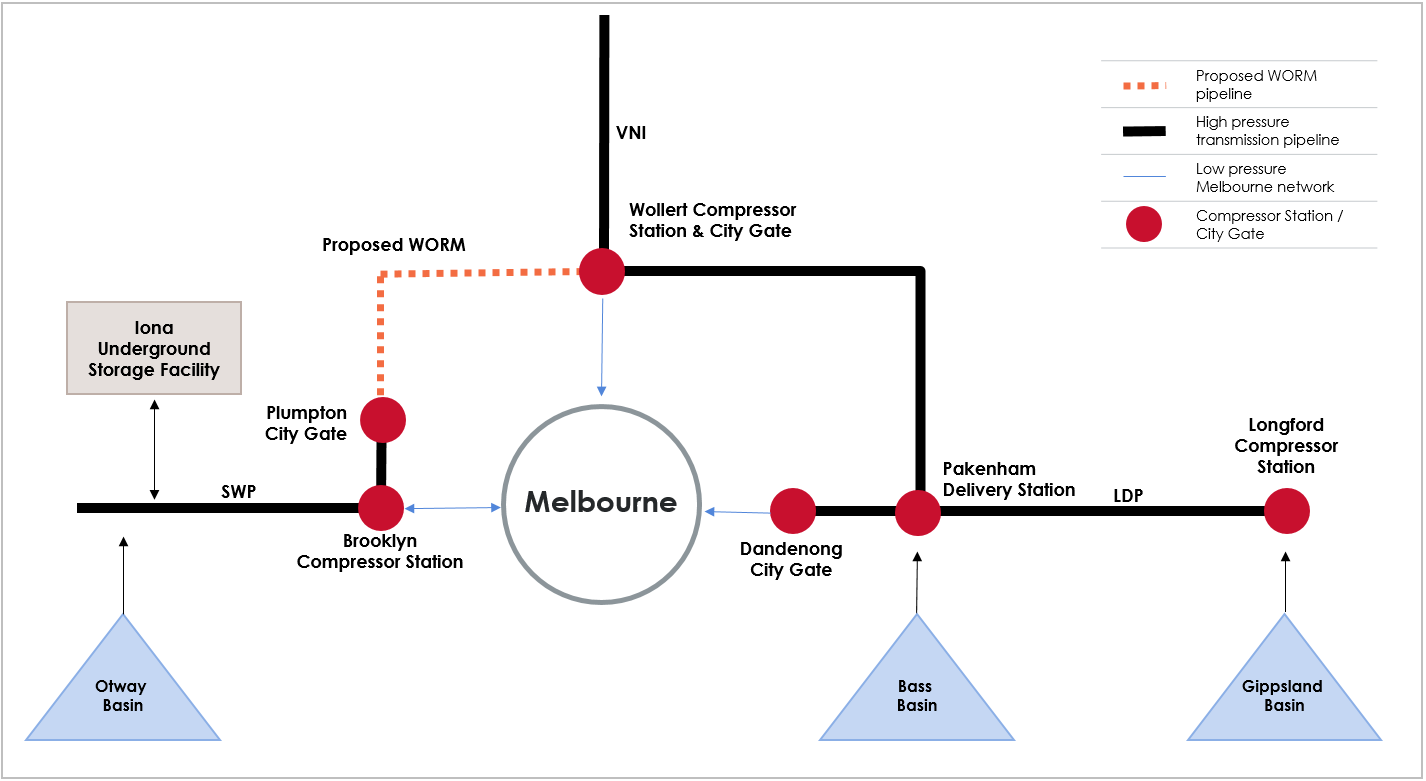 Proposed WORM
pipeline
High pressure
transmission pipeline
Low pressure
Melbourne network
Compressor Station /
City Gate
VNI
Wollert Compressor
Station & City Gate
Proposed WORM
Iona
Underground
Storage Facility
Plumpton
City Gate
SWP
Brooklyn
Compressor Station
Melbourne
Dandenong
City Gate
Pakenham
Delivery Station
LDP
Longford
Compressor
Station
Otway
Basin
Bass
Basin
Gippsland
Basin